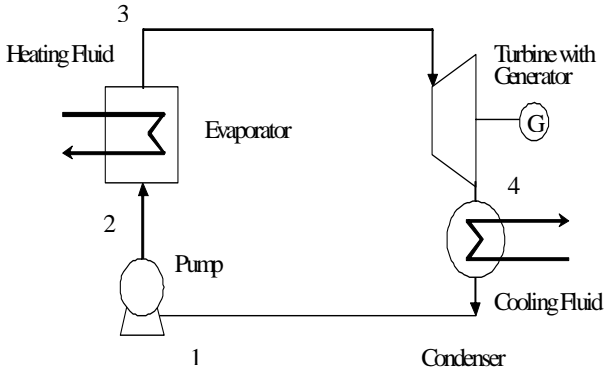 3
Heating Fluid
Turbine with
Generator
Evaporator
G
4
2
Pump
Cooling Fluid
1
Condenser